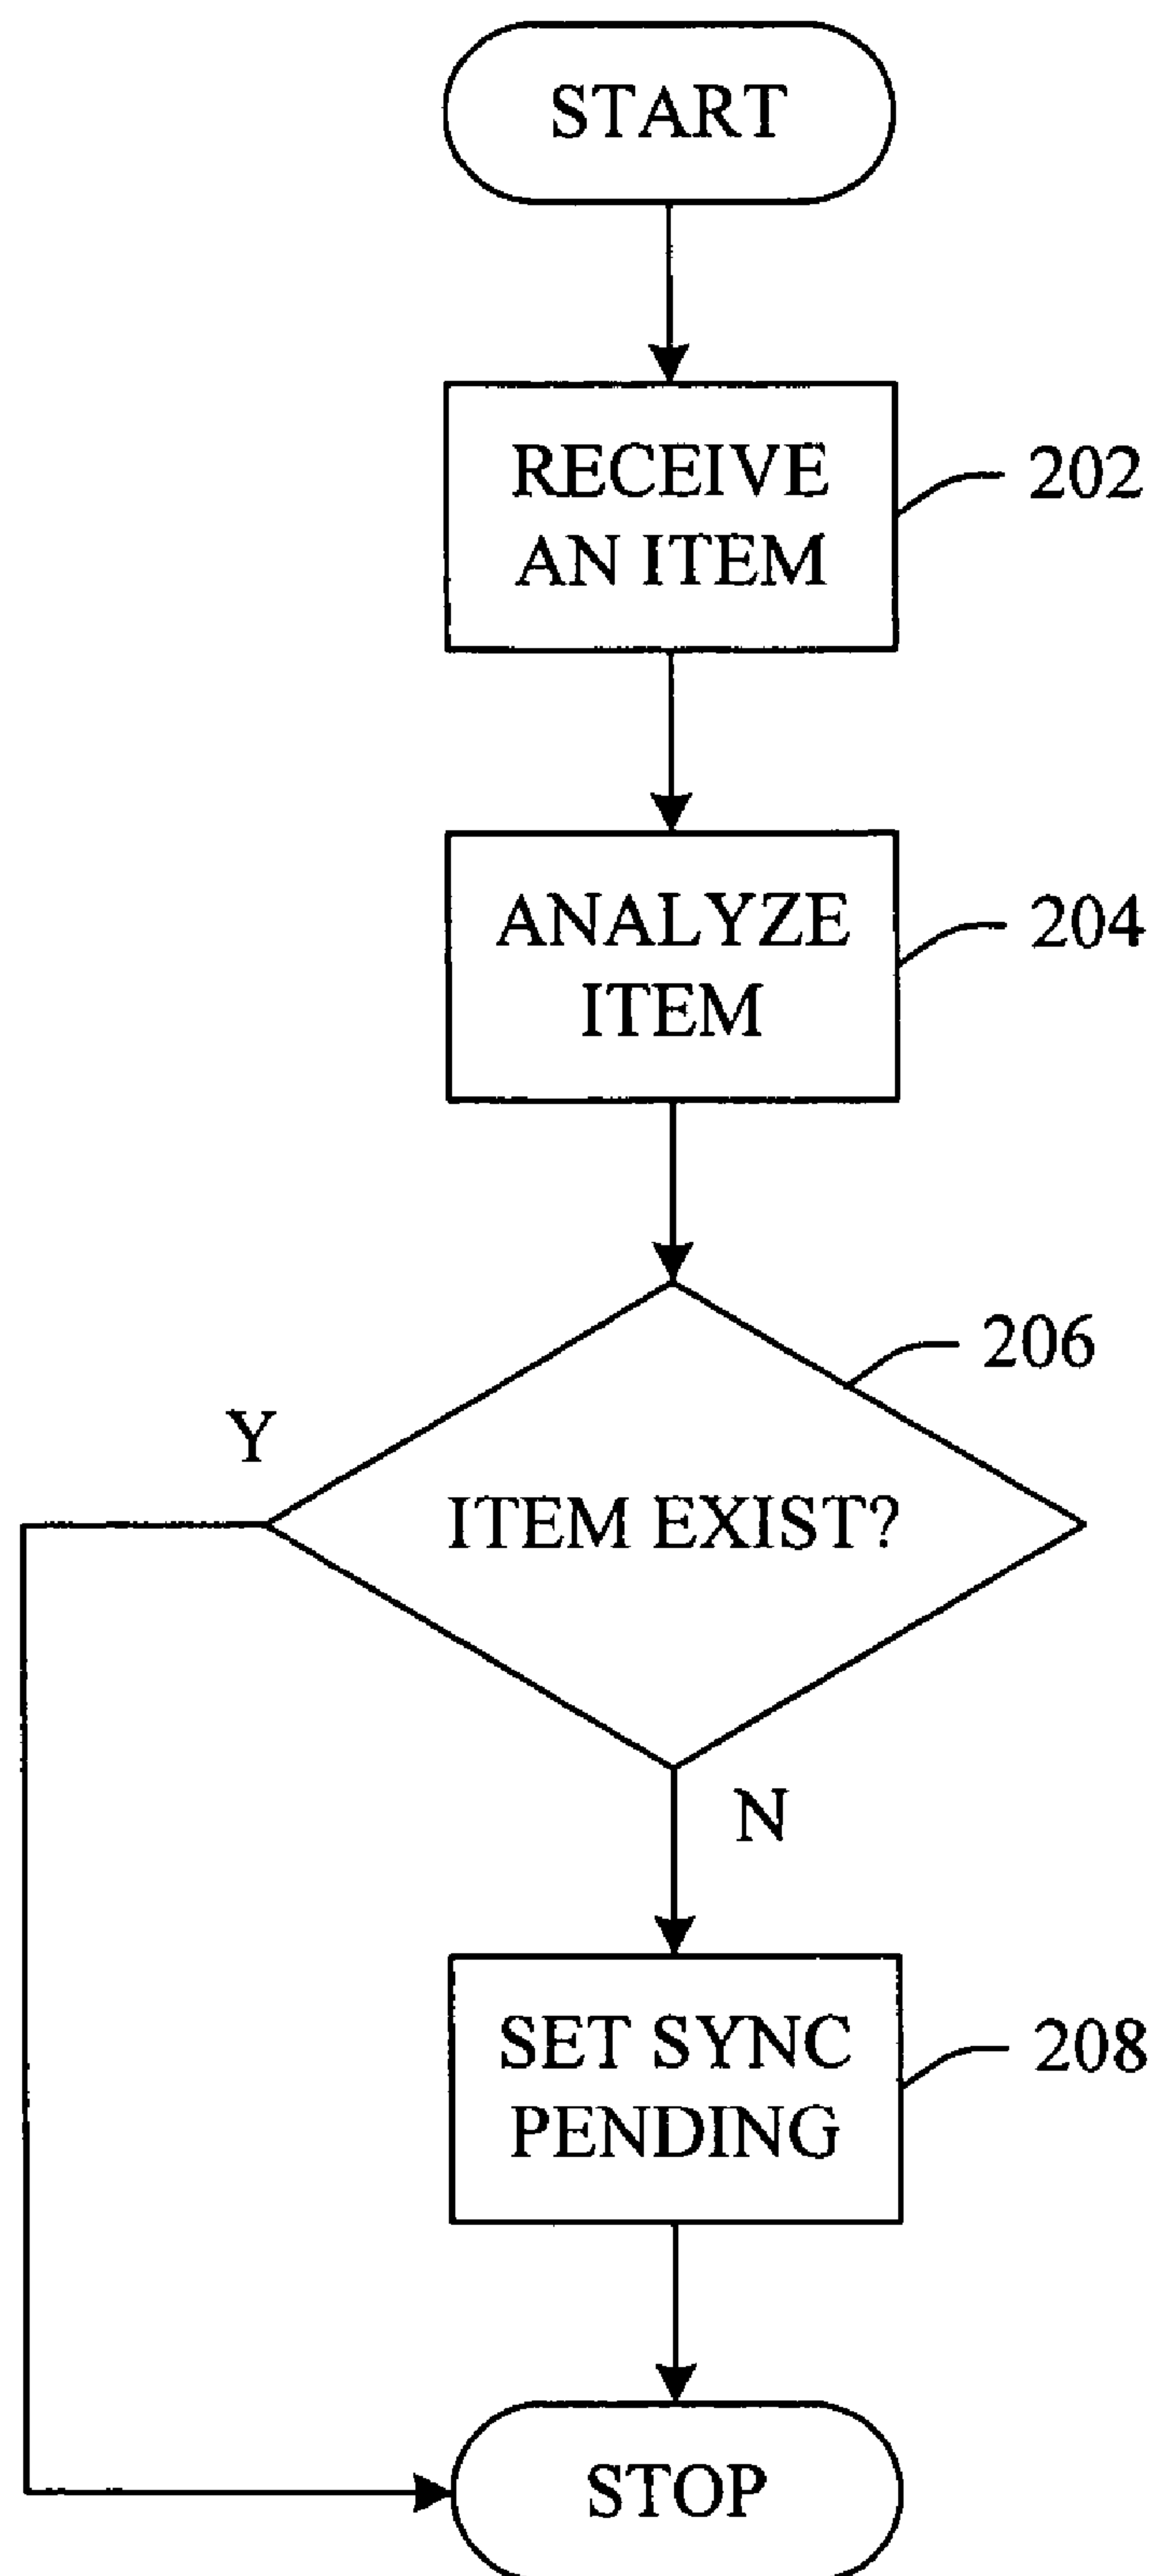 START
RECEIVE
AN ITEM
202
ANALYZE
ITEM
204
206
Y
ITEM EXIST?
N
SET SYNC
PENDING
208
STOP